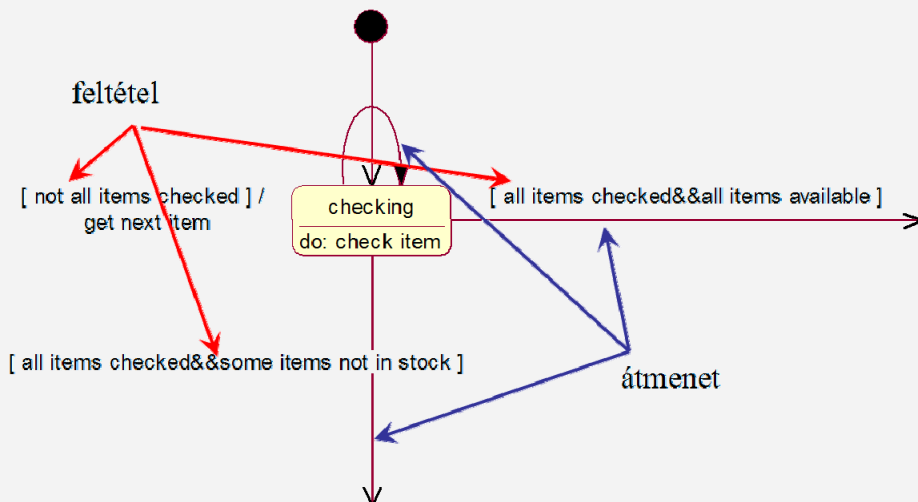 feltétel
[ not all items checked ] /
get next item
[ all items checked&&all items available ]
checking
do: check item
[ all items checked&&some items not in stock ]
átmenet